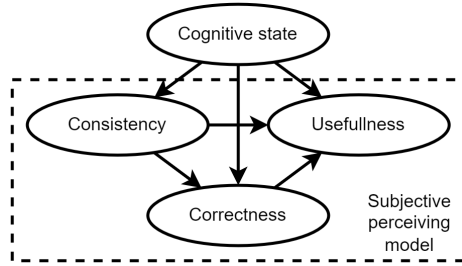 Cognitive state
Consistency
Usefullness
Correctness
Subjective
perceiving
model